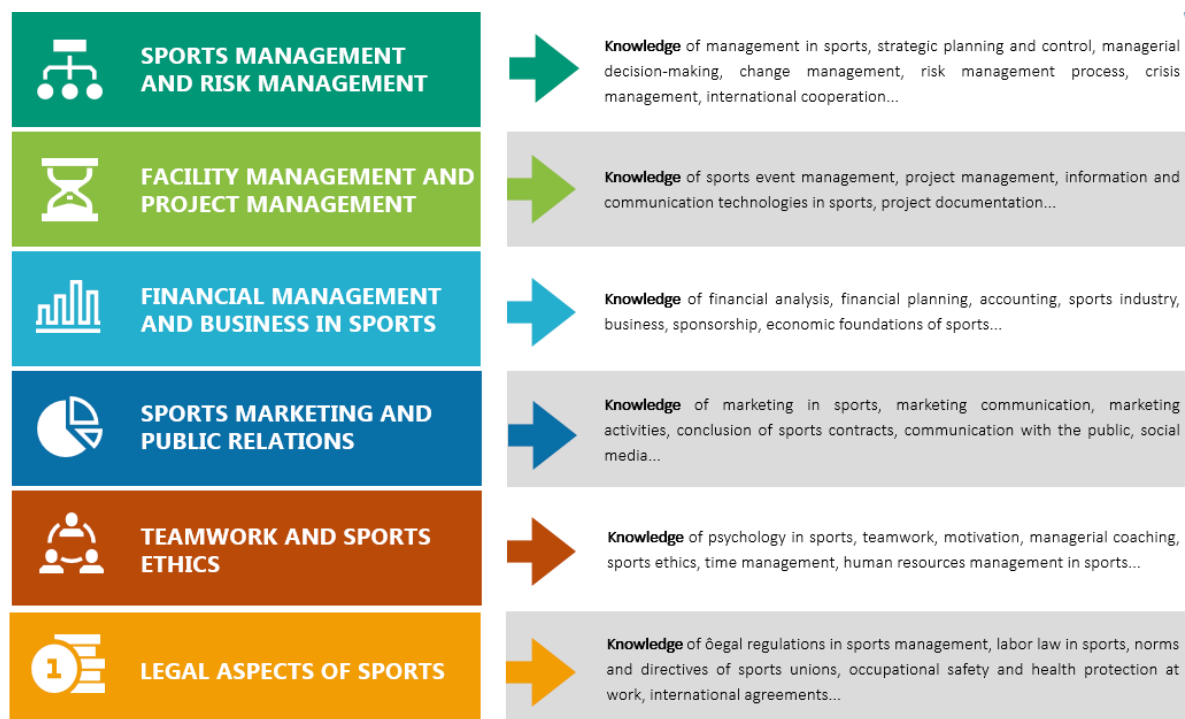 SPORTS MANAGEMENT
AND RISK MANAGEMENT
Knowledge of management in sports, strategic planning and control, managerial
decision-making, change management, risk management process, crisis
management, international cooperation...
FACILITY MANAGEMENT AND
PROJECT MANAGEMENT
Knowledge of sports event management, project management, information and
communication technologies in sports, project documentation...
FINANCIAL MANAGEMENT
AND BUSINESS IN SPORTS
Knowledge of financial analysis, financial planning, accounting, sports industry,
business, sponsorship, economic foundations of sports...
SPORTS MARKETING AND
PUBLIC RELATIONS
Knowledge of marketing in sports, marketing communication, marketing
activities, conclusion of sports contracts, communication with the public, social
media...
TEAMWORK AND SPORTS
ETHICS
Knowledge of psychology in sports, teamwork, motivation, managerial coaching,
sports ethics, time management, human resources management in sports...
1
LEGAL ASPECTS OF SPORTS
Knowledge of ôegal regulations in sports management, labor law in sports, norms
and directives of sports unions, occupational safety and health protection at
work, international agreements...